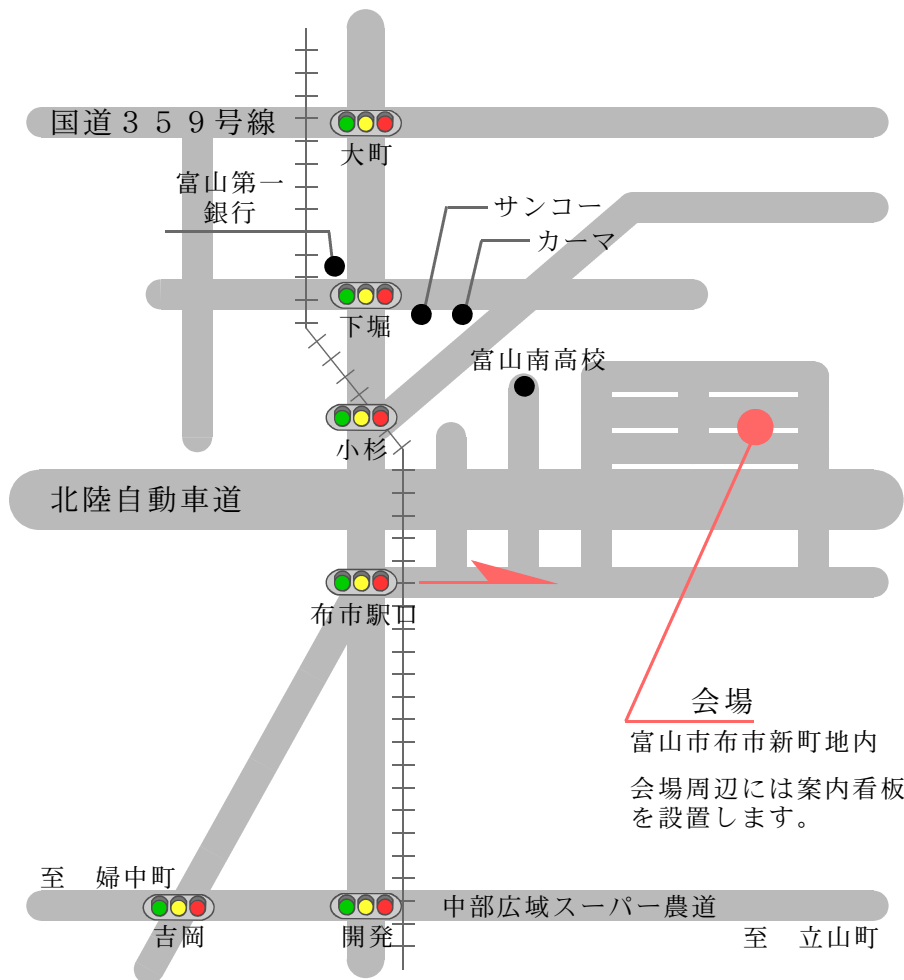 国道３５９号線
大町
富山第一
銀行
サンコー
カーマ
下堀
富山南高校
小杉
北陸自動車道
布市駅口
会場
富山市布市新町地内
会場周辺には案内看板
を設置します。
至　婦中町
中部広域スーパー農道
吉岡
開発
至　立山町